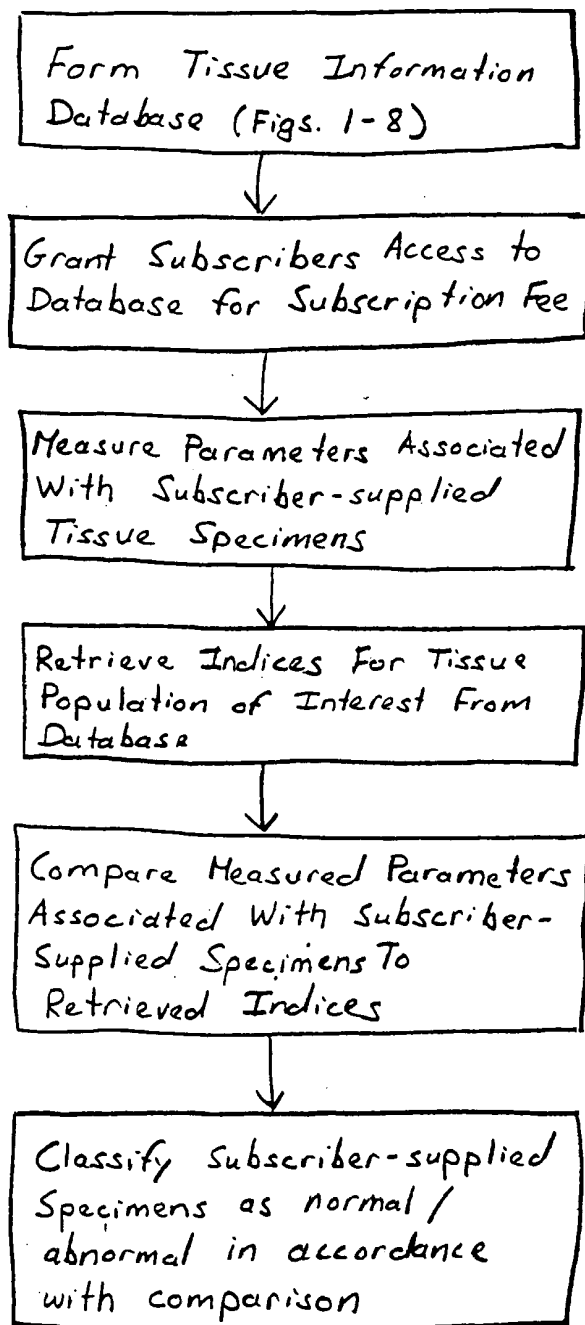 Form Tissue Information
Database (Figs. 1-8)
Grant Subscribers Access to
Database for Subscription Fee
Measure Parameters Associated
With Subscriber-supplied
Tissue Specimens
Retrieve Indices For Tissue
Population of Interest From
Database
Compare Measured Parameters
Associated With Subscriber-
Supplied Specimens To
Retrieved Indices
Classify Subscriber-supplied
Specimens as normal/
abnormal in accordance
with comparison